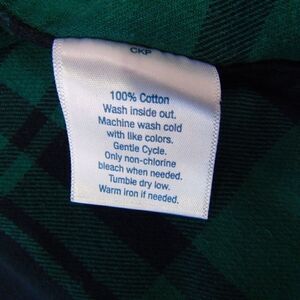 CKF
100% Cotton
Wash inside out.
Machine wash cold
with like colors.
Gentle Cycle.
Only non-chlorine
bleach when needed.
Tumble dry low.
Warm iron if needed.